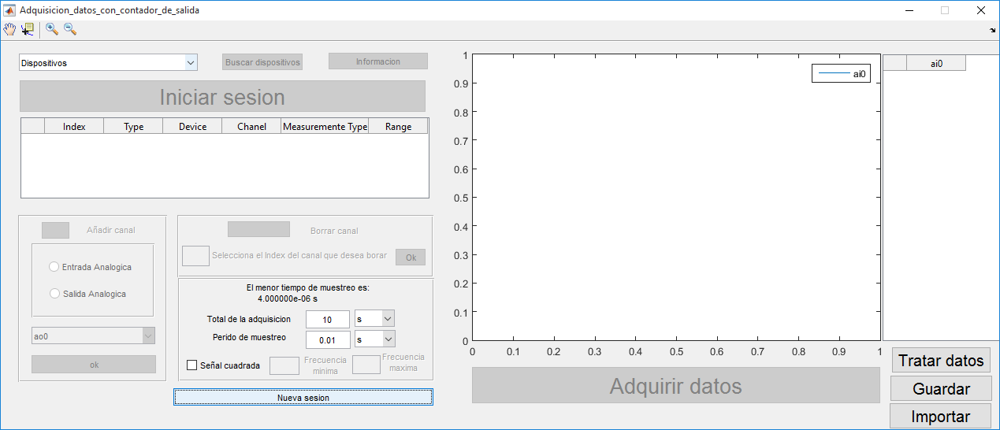 Adquisicion_datos_con_contador_de_salida
Dispositivos
Buscar dispositivos
Informacion
Iniciar sesion
Index Type Device Chanel Measuremente Type Range
Añadir canal
Entrada Analogica
Salida Analogica
ao0
ok
Borrar canal
Selecciona el Index del canal que desea borar
Ok
El menor tiempo de muestreo es:
4.000000e-06 s
Total de la adquisicion 10 s
Perido de muestreo 0.01 s
Señal cuadrada
Frecuencia
minima
Frecuencia
maxima
Nueva sesion
ai0
1
0.9
0.8
0.7
0.6
0.5
0.4
0.3
0.2
0.1
0
0 0.1 0.2 0.3 0.4 0.5 0.6 0.7 0.8 0.9 1
Adquirir datos
ai0
Tratar datos
Guardar
Importar